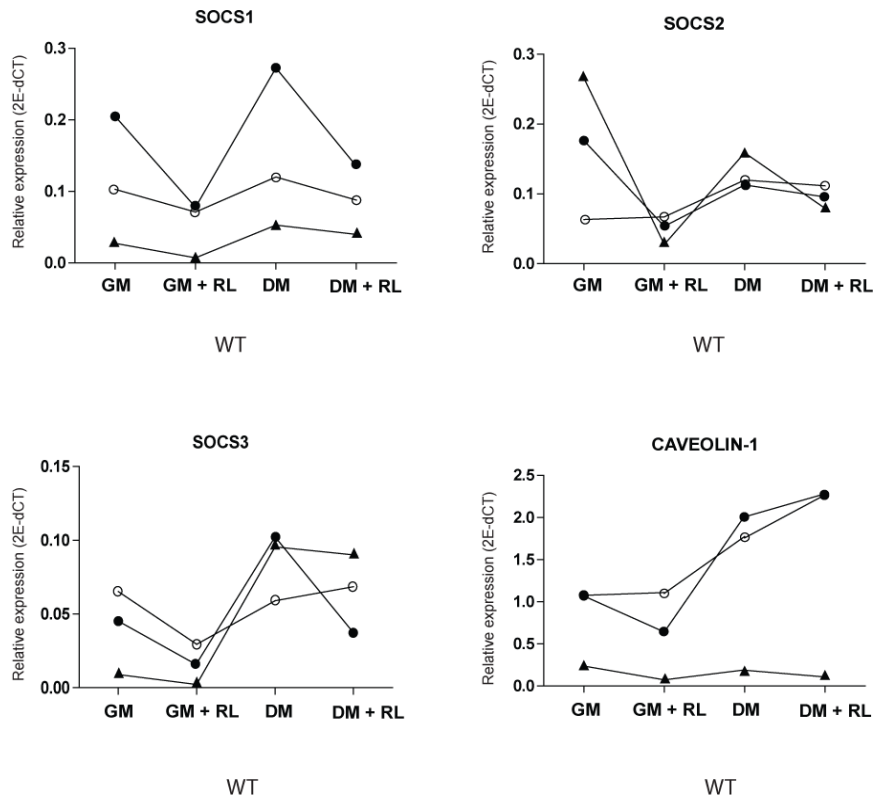 SOCS1
Relative expression (2E-dCT)
0.3
0.2
0.1
0.0
GM
GM + RL
DM
DM + RL
WT
SOCS2
Relative expression (2E-dCT)
0.3
0.2
0.1
0.0
GM
GM + RL
DM
DM + RL
WT
SOCS3
Relative expression (2E-dCT)
0.15
0.10
0.05
0.00
GM
GM + RL
DM
DM + RL
WT
CAVEOLIN-1
Relative expression (2E-dCT)
2.5
2.0
1.0
0.5
0.0
GM
GM + RL
DM
DM + RL
WT